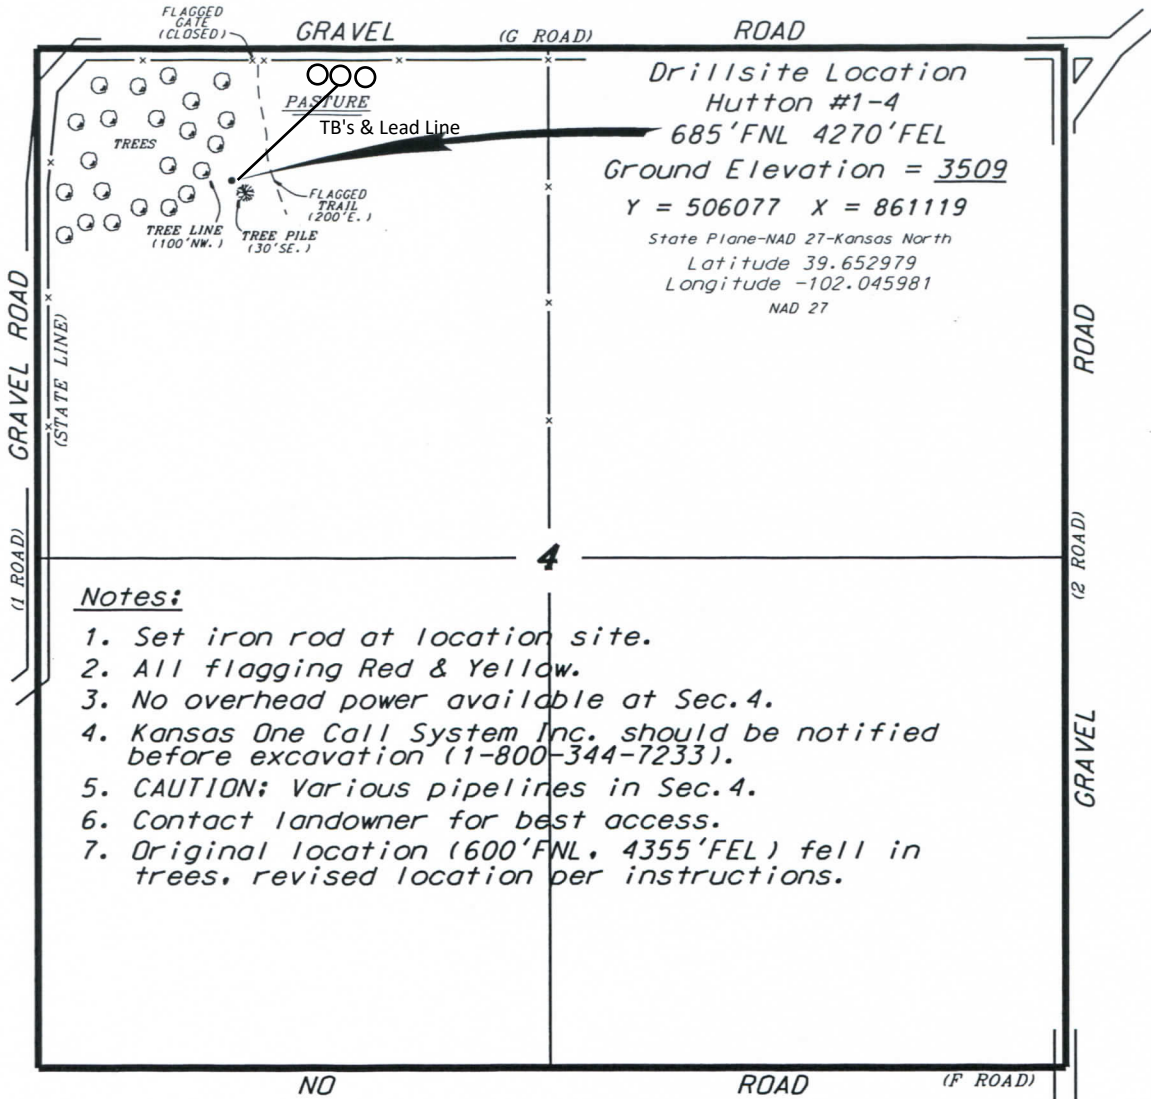 FLAGGED
GATE
(CLOSED)
GRAVEL
(G ROAD)
ROAD
Drillsite Location
Hutton #1-4
685'FNL 4270'FEL
Ground Elevation = 3509
Y = 506077 X = 861119
State Plane-NAD 27-Kansas North
Latitude 39.652979
Longitude -102.045981
NAD 27
PASTURE
TB's & Lead Line
TREES
FLAGGED
TRAIL
(200'E.)
TREE LINE
(100'NW.)
TREE PILE
(30'SE.)
GRAVEL ROAD
(STATE LINE)
(1 ROAD)
ROAD
(2 ROAD)
GRAVEL
4
Notes:
1. Set iron rod at location site.
2. All flagging Red & Yellow.
3. No overhead power available at Sec.4.
4. Kansas One Call System Inc. should be notified
before excavation (1-800-344-7233).
5. CAUTION: Various pipelines in Sec.4.
6. Contact landowner for best access.
7. Original location (600'FNL, 4355'FEL) fell in
trees, revised location per instructions.
NO
ROAD
(F ROAD)